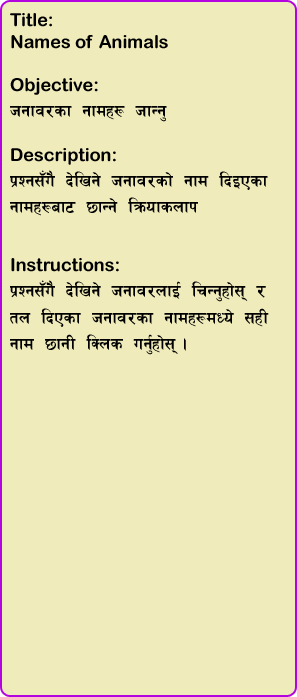 Title:
Names of Animals
Objective:
जनावरका नामहरू जान्नु
Description:
प्रश्नसँगै देखिने जनावरको नाम दिइएका
नामहरूबाट छान्ने क्रियाकलाप
Instructions:
प्रश्नसँगै देखिने जनावरलाई चिन्नुहोस् र
तल दिएका जनावरका नामहरूमध्ये सही
नाम छानी क्लिक गर्नुहोस् ।